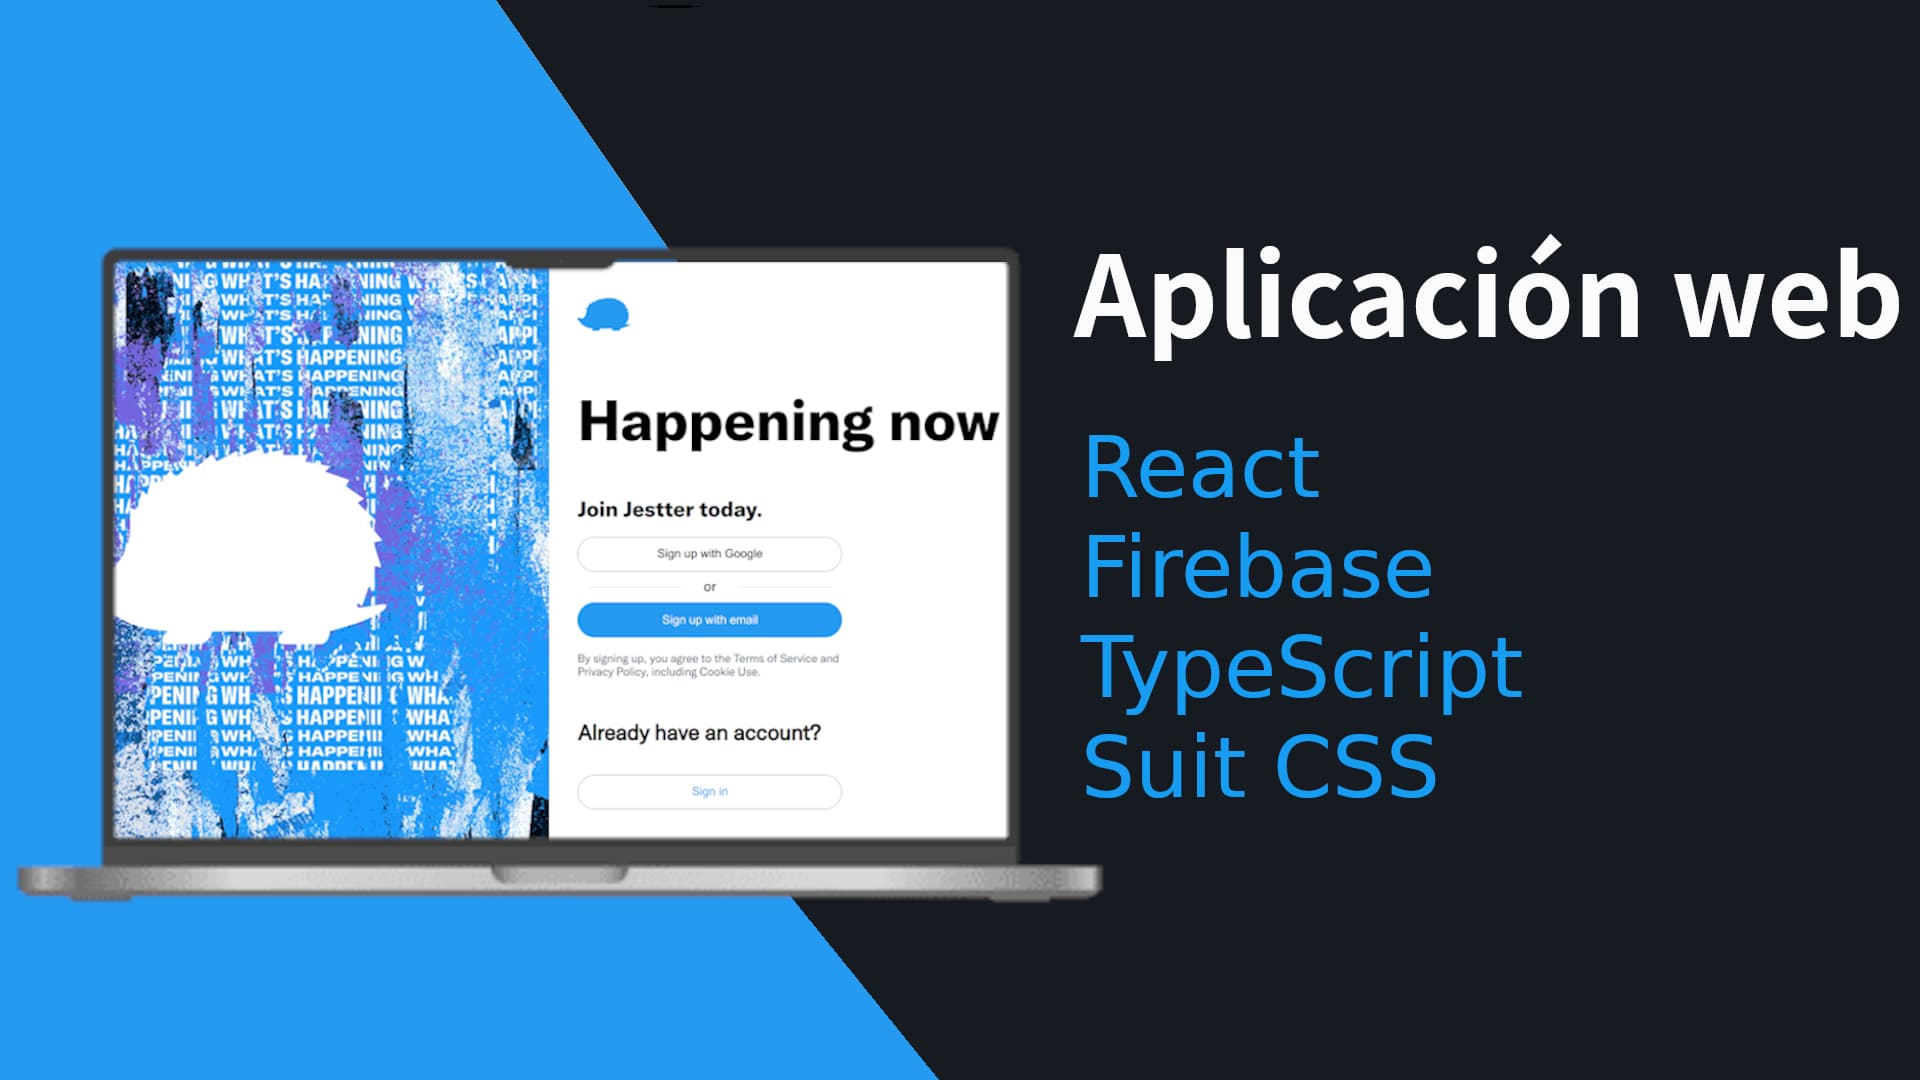 Aplicación web
React
Firebase
TypeScript
Suit CSS
Happening now
Join Jestter today.
Sign up with Google
or
Sign up with email
By signing up, you agree to the Terms of Service and
Privacy Policy, including Cookie Use.
Already have an account?
Sign in
WHAT'S HAPPENING